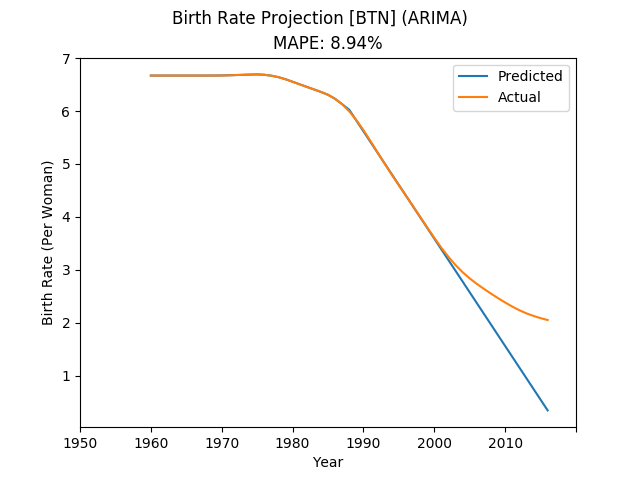 Birth Rate Projection [BTN] (ARIMA)
MAPE: 8.94%
Predicted
Actual
Birth Rate (Per Woman)
7
6
5
4
3
2
1
1950 1960 1970 1980 1990 2000 2010
Year